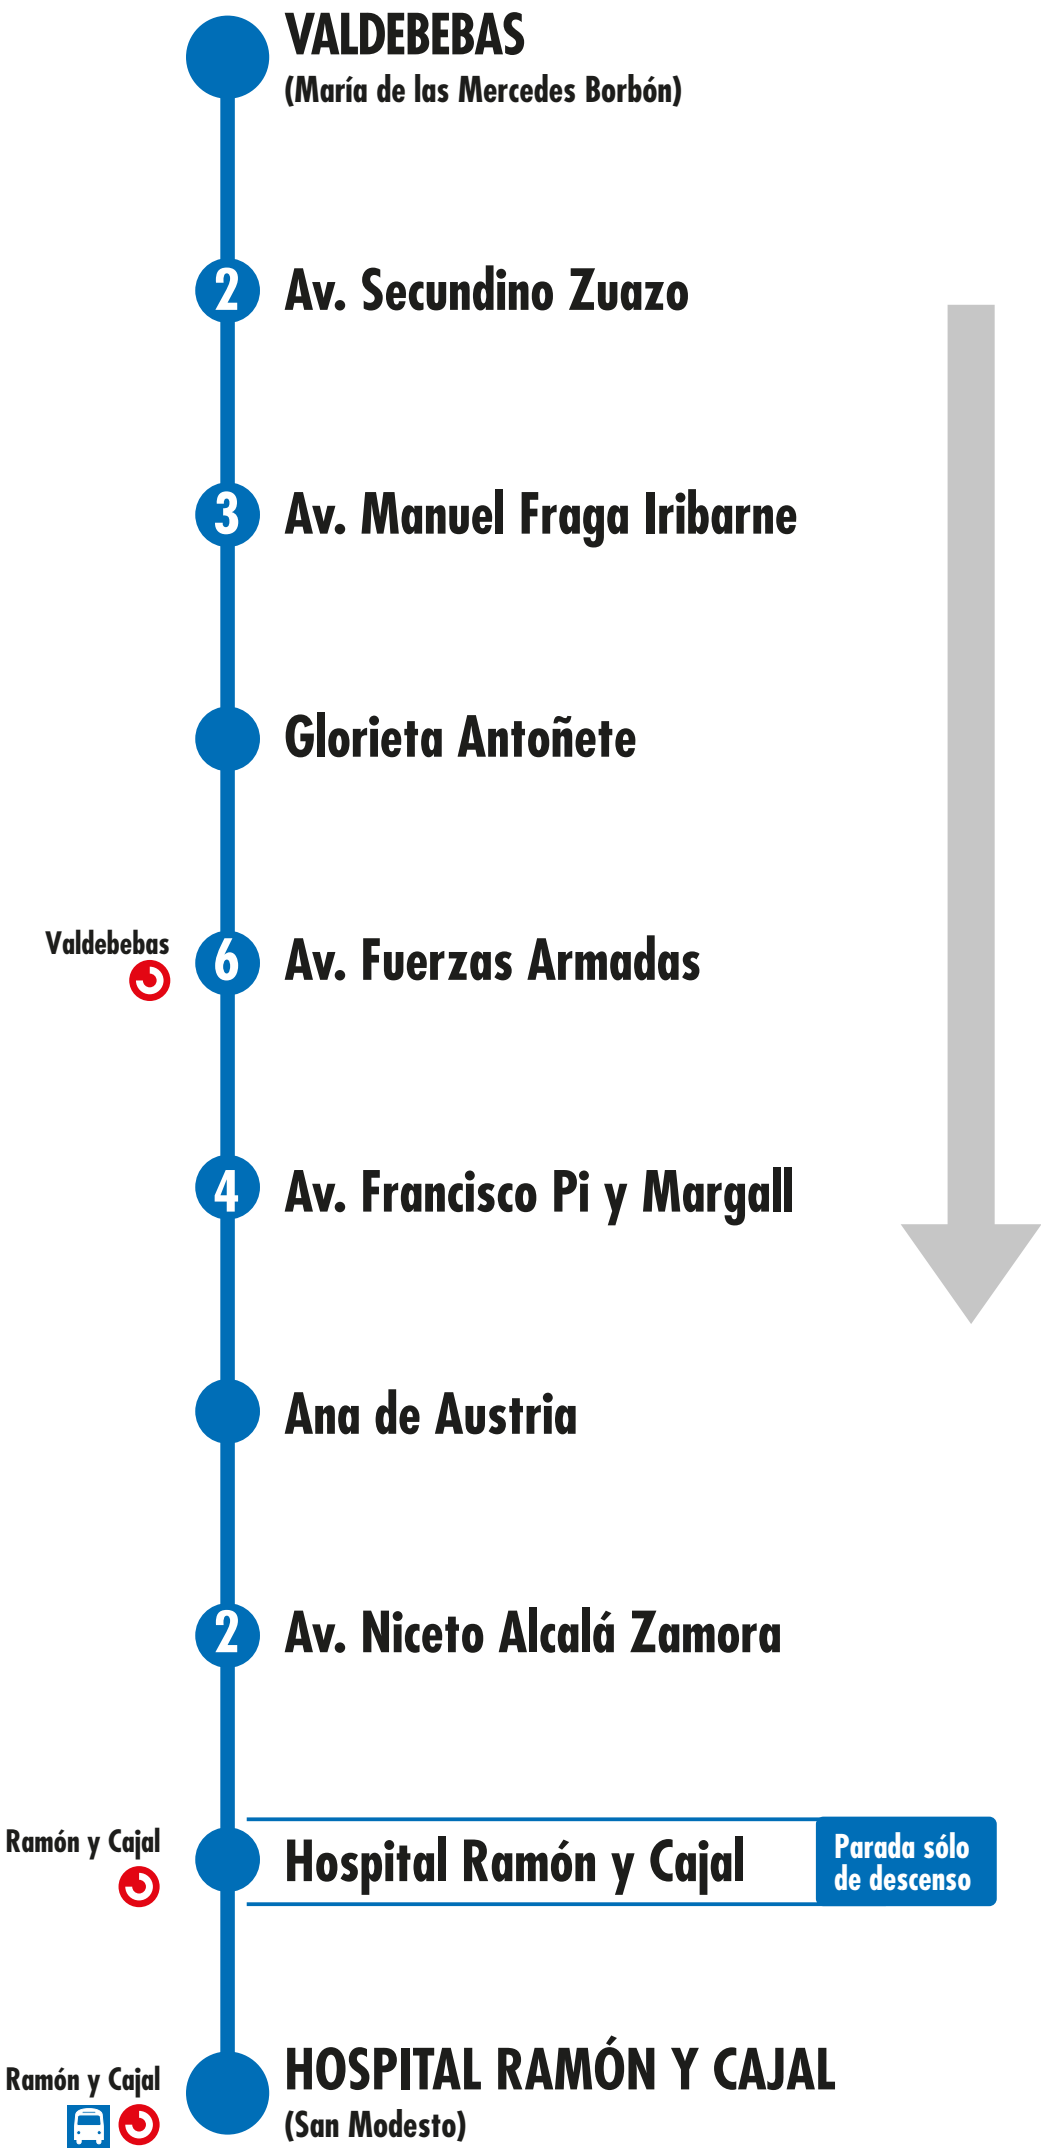 VALDEBEBAS
(María de las Mercedes Borbón)
2 Av. Secundino Zuazo
3 Av. Manuel Fraga Iribarne
Glorieta Antoñete
Valdebebas
6 Av. Fuerzas Armadas
4 Av. Francisco Pi y Margall
Ana de Austria
2 Av. Niceto Alcalá Zamora
Ramón y Cajal
Hospital Ramón y Cajal
Parada sólo
de descenso
Ramón y Cajal
HOSPITAL RAMÓN Y CAJAL
(San Modesto)